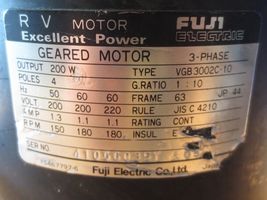 R V MOTOR FUJI
Excellent Power ELECTRIC
GEARED MOTOR 3-PHASE
OUTPUT 200 W TYPE VGB3002C-10
POLES 4 G.RATIO 1 : 10
Hz 50 60 60 FRAME 63 JP 44
VOLT 200 200 220 RULE JIS C 4210
AMP 1.3 1.1 1.1 RATING CONT
RPM 150 180 180 INSUL E
SERIAL NO.
Fuji Electric Co.,Ltd.